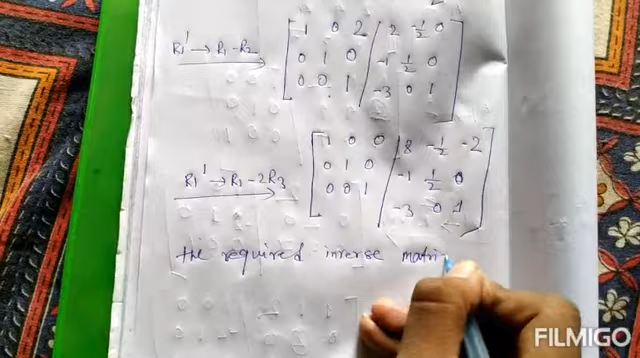 R1' → R1 - R2
[1 0 2 / 2 -1/2 0
0 1 0 / -1 1/2 0
0 0 1 / -3 0 1]
R1' → R1 - 2R3
[1 0 0 / 8 -1/2 -2
0 1 0 / -1 1/2 0
0 0 1 / -3 0 1]
the required inverse matri
FILMIGO